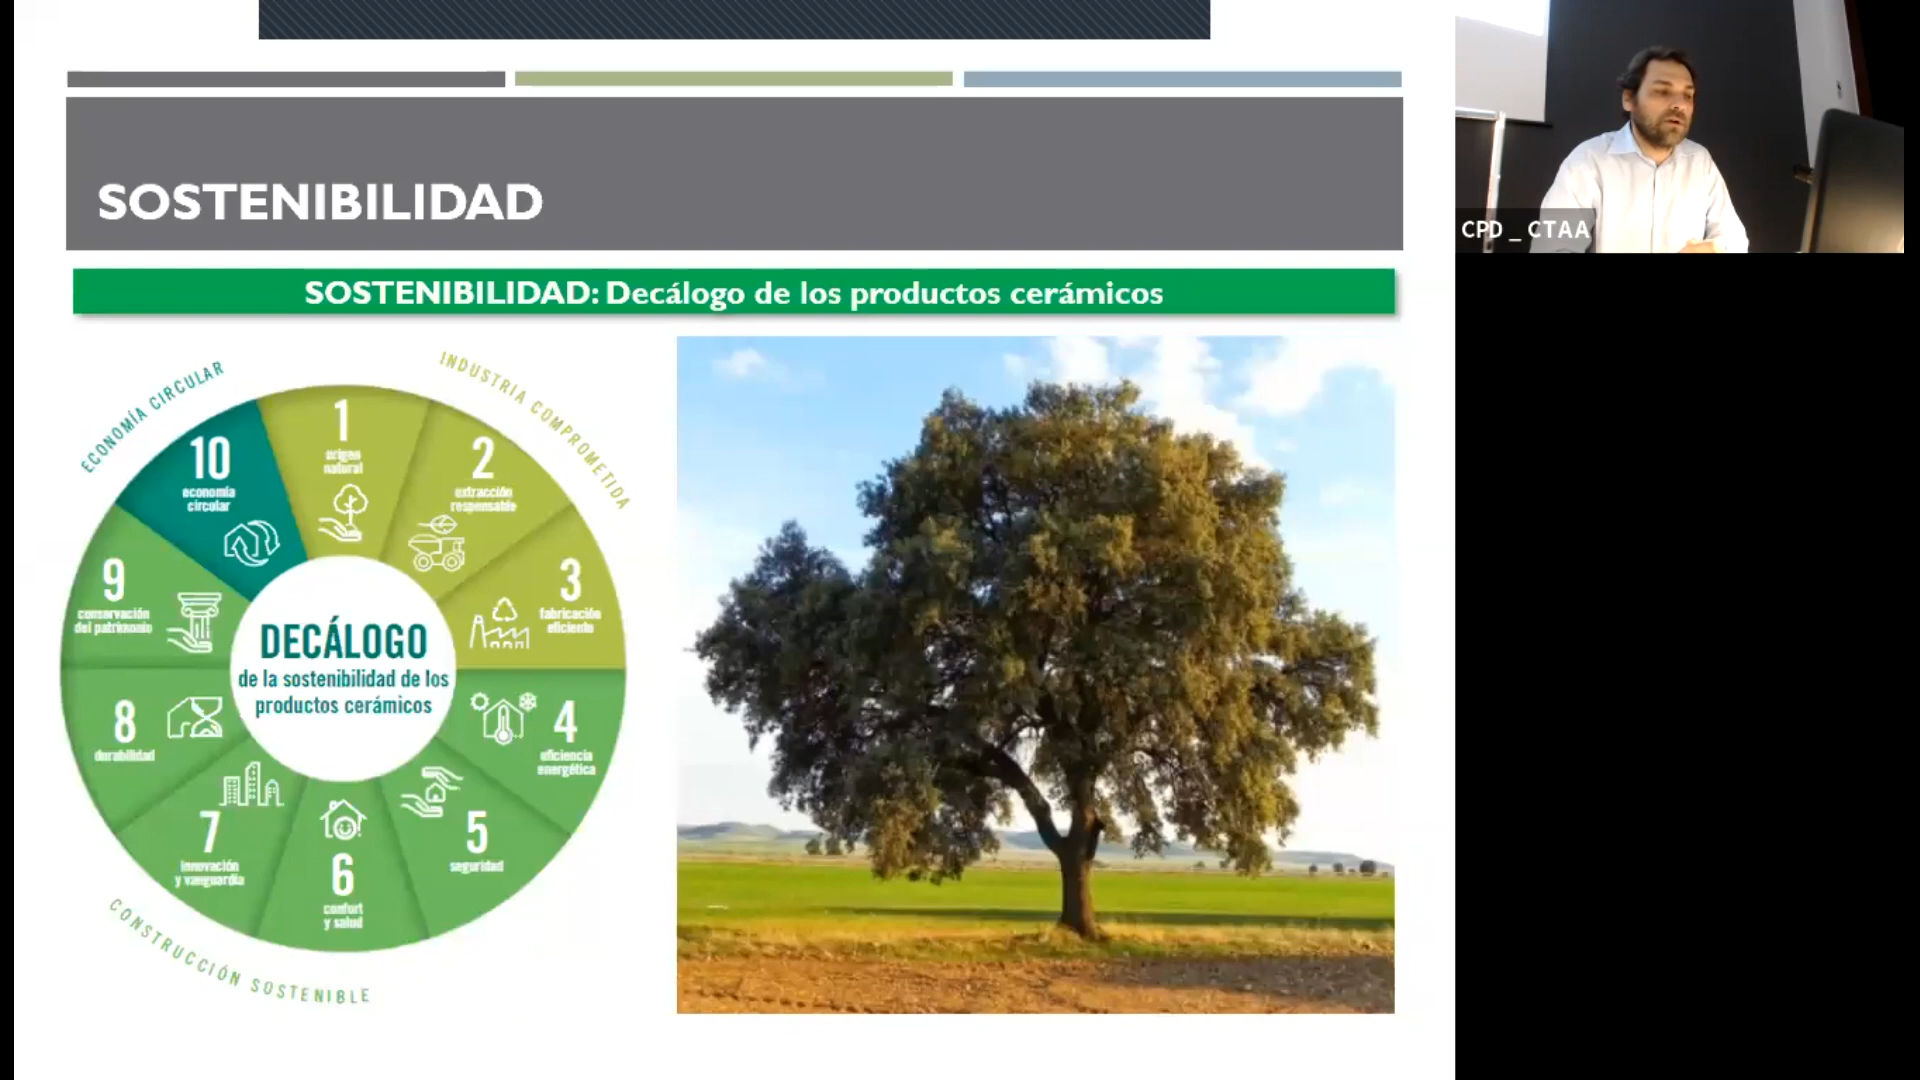 SOSTENIBILIDAD
SOSTENIBILIDAD: Decálogo de los productos cerámicos
ECONOMÍA CIRCULAR
INDUSTRIA COMPROMETIDA
1
origen
natural
2
extracción
responsable
3
fabricación
eficiente
4
eficiencia
energética
5
seguridad
6
confort
y salud
7
innovación
y vanguardia
8
durabilidad
9
conservación
del patrimonio
10
economía
circular
DECÁLOGO
de la sostenibilidad de los
productos cerámicos
CONSTRUCCIÓN SOSTENIBLE
CPD _ CTAA